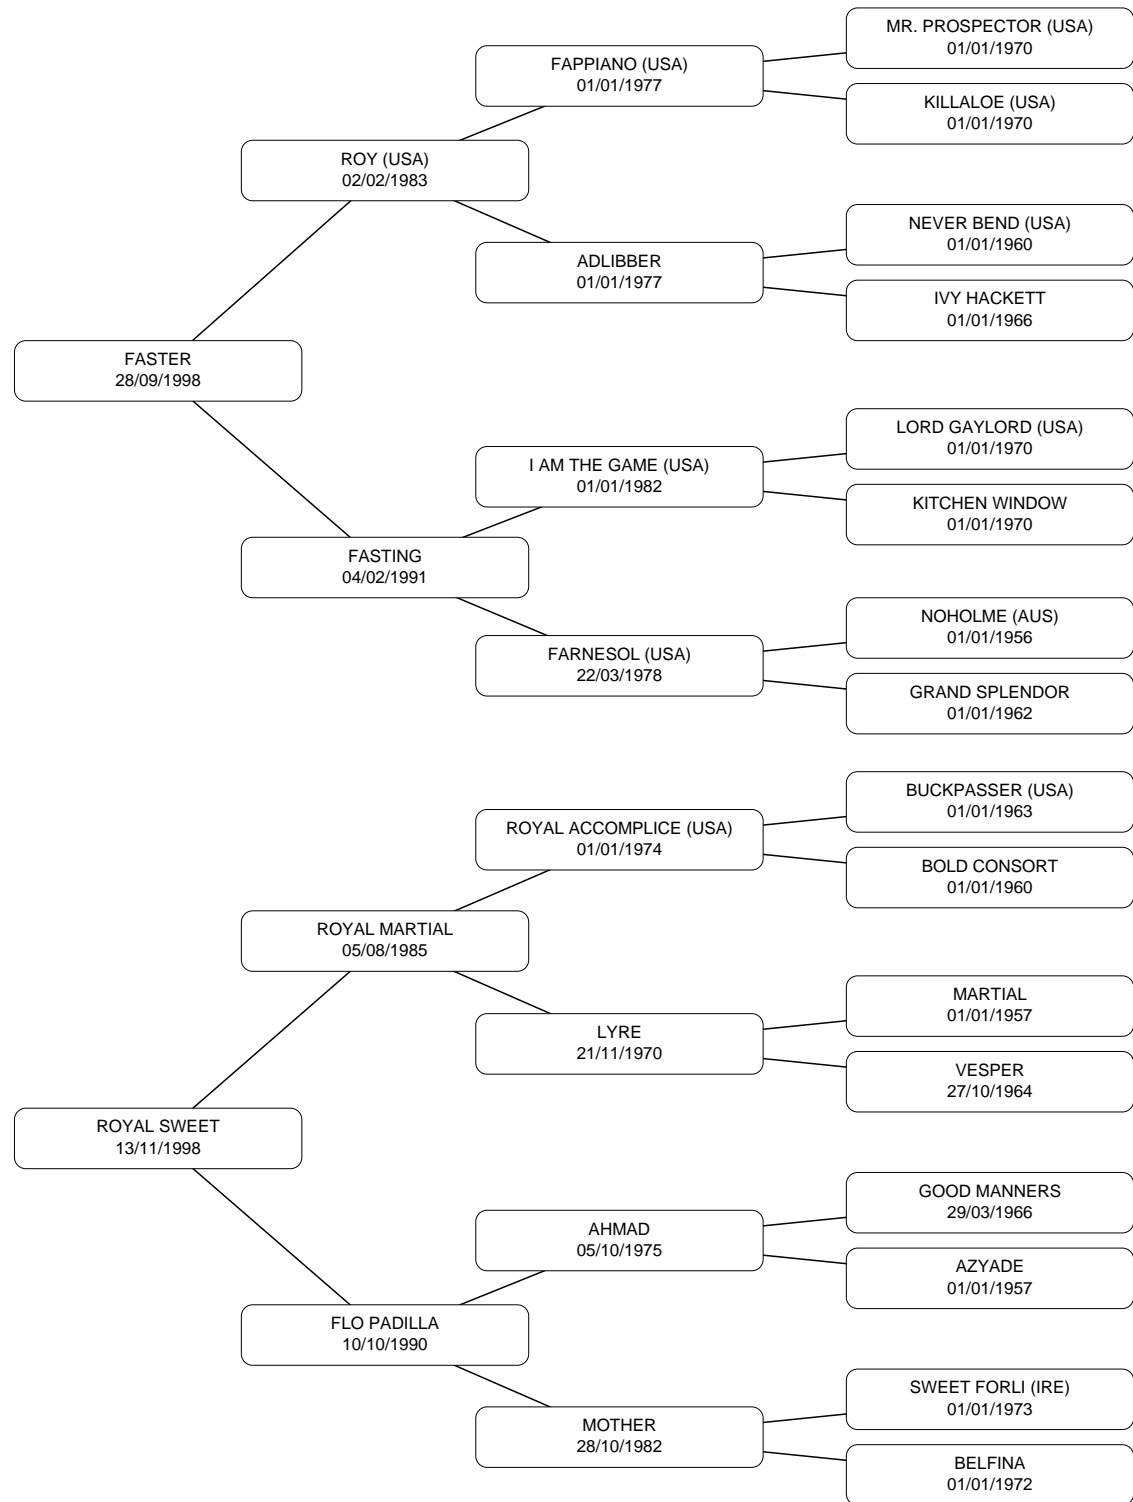 MR. PROSPECTOR (USA)
01/01/1970
FAPPIANO (USA)
01/01/1977
KILLALOE (USA)
01/01/1970
ROY (USA)
02/02/1983
NEVER BEND (USA)
01/01/1960
ADLIBBER
01/01/1977
IVY HACKETT
01/01/1966
FASTER
28/09/1998
LORD GAYLORD (USA)
01/01/1970
I AM THE GAME (USA)
01/01/1982
KITCHEN WINDOW
01/01/1970
FASTING
04/02/1991
NOHOLME (AUS)
01/01/1956
FARNESOL (USA)
22/03/1978
GRAND SPLENDOR
01/01/1962
BUCKPASSER (USA)
01/01/1963
ROYAL ACCOMPLICE (USA)
01/01/1974
BOLD CONSORT
01/01/1960
ROYAL MARTIAL
05/08/1985
MARTIAL
01/01/1957
LYRE
21/11/1970
VESPER
27/10/1964
ROYAL SWEET
13/11/1998
GOOD MANNERS
29/03/1966
AHMAD
05/10/1975
AZYADE
01/01/1957
FLO PADILLA
10/10/1990
SWEET FORLI (IRE)
01/01/1973
MOTHER
28/10/1982
BELFINA
01/01/1972